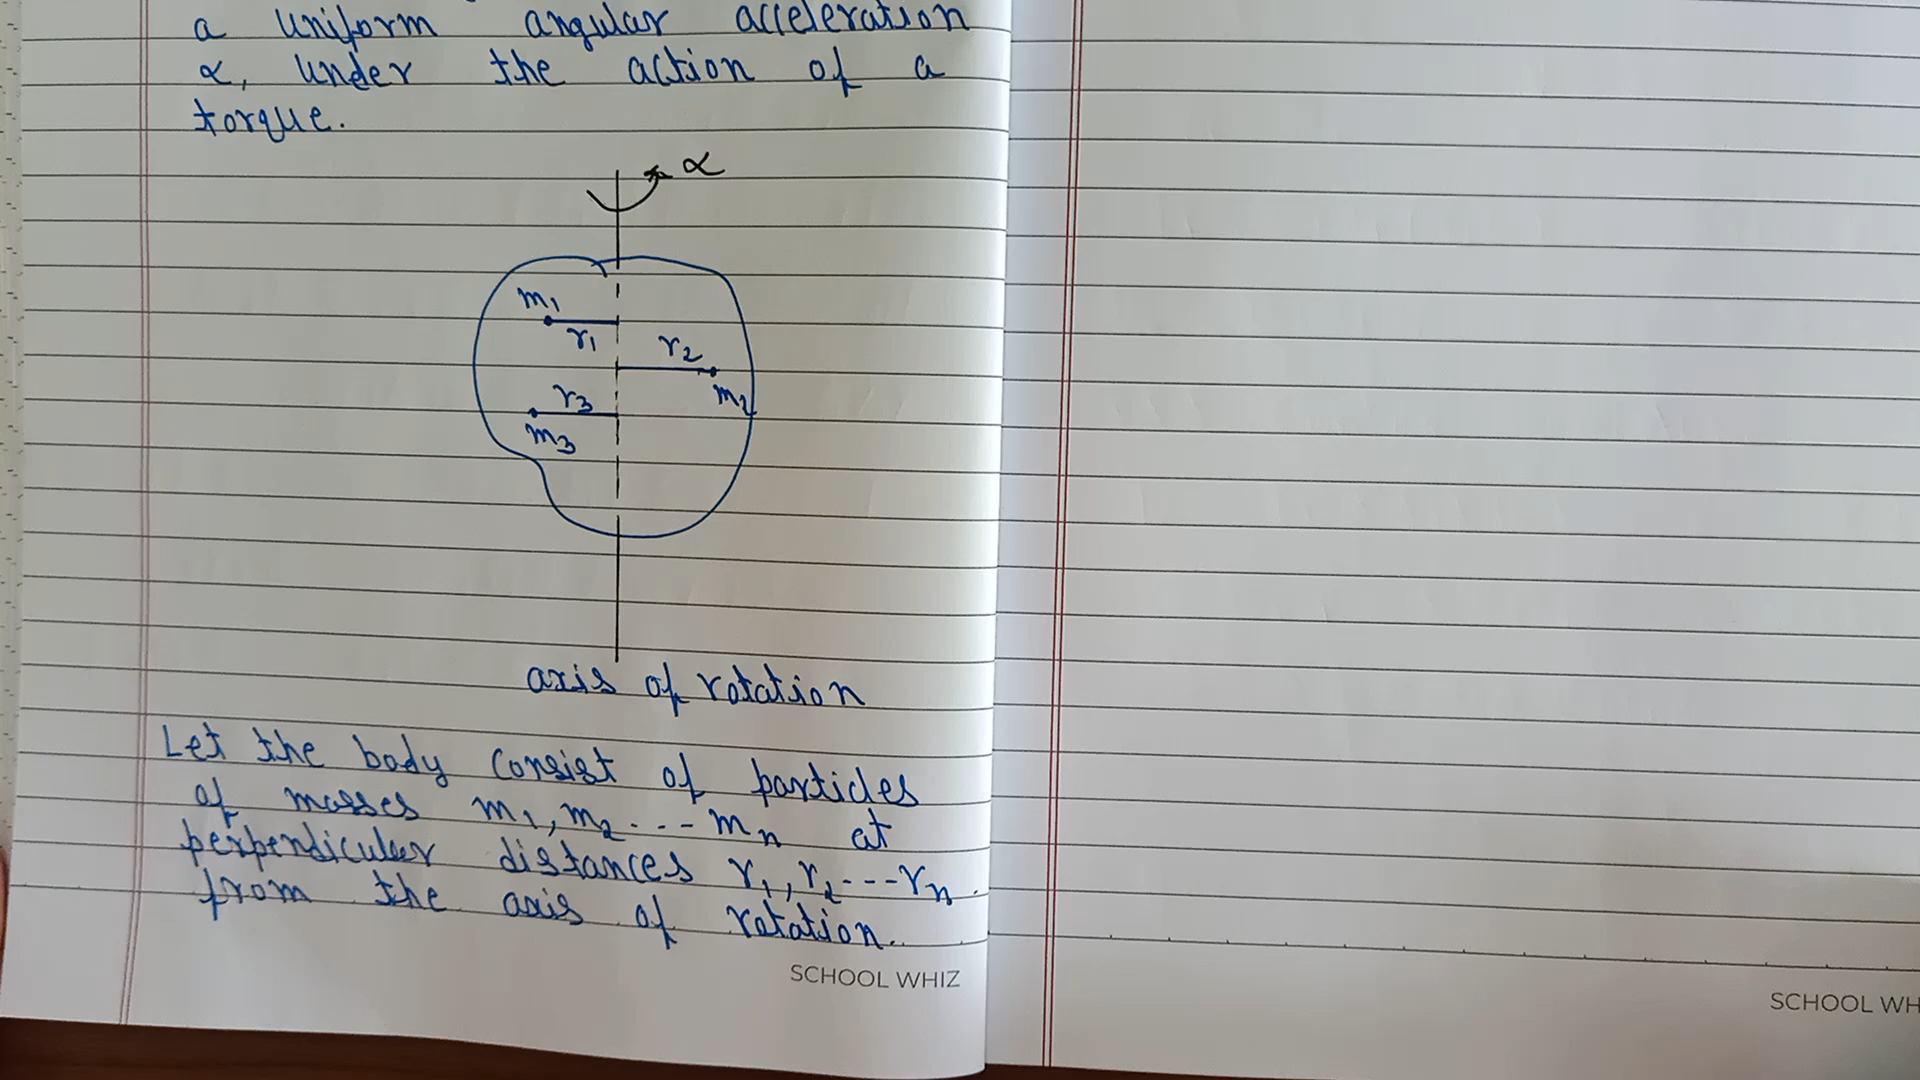 a uniform angular acceleration
α, under the action of a
torque.
α
m₁
r₁
r₂
m₂
r₃
m₃
axis of rotation
Let the body consist of particles
of masses m₁, m₂ --- mₙ at
perpendicular distances r₁, r₂ --- rₙ
from the axis of rotation.
SCHOOL WHIZ
SCHOOL WH